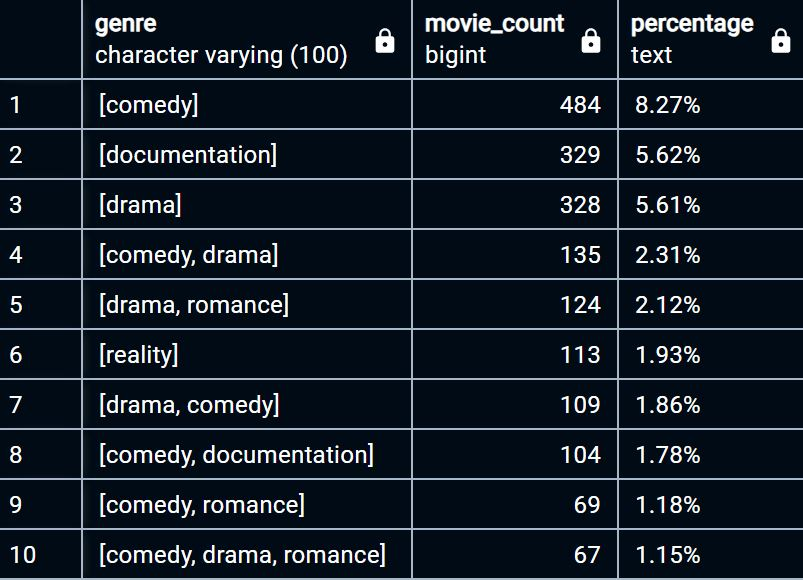 genre movie_count percentage
character varying (100) bigint text
1 [comedy] 484 8.27%
2 [documentation] 329 5.62%
3 [drama] 328 5.61%
4 [comedy, drama] 135 2.31%
5 [drama, romance] 124 2.12%
6 [reality] 113 1.93%
7 [drama, comedy] 109 1.86%
8 [comedy, documentation] 104 1.78%
9 [comedy, romance] 69 1.18%
10 [comedy, drama, romance] 67 1.15%